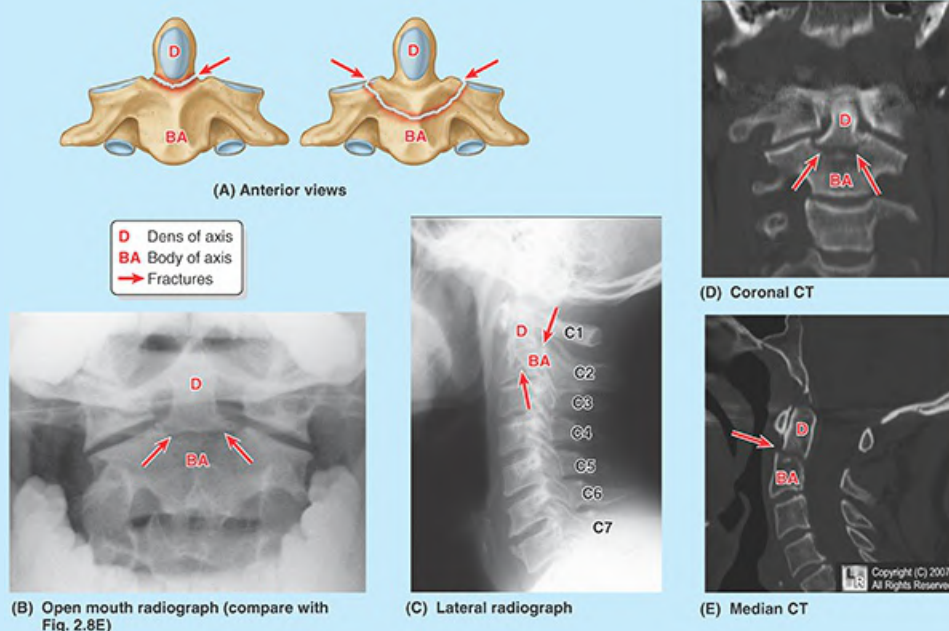 D
D
BA
BA
(A) Anterior views
D Dens of axis
BA Body of axis
Fractures
D
BA
(B) Open mouth radiograph (compare with
Fig. 2.8E)
D
C1
BA
C2
C3
C4
C5
C6
C7
(C) Lateral radiograph
D
BA
(D) Coronal CT
D
BA
Copyright (C) 2007
All Rights Reserve
(E) Median CT